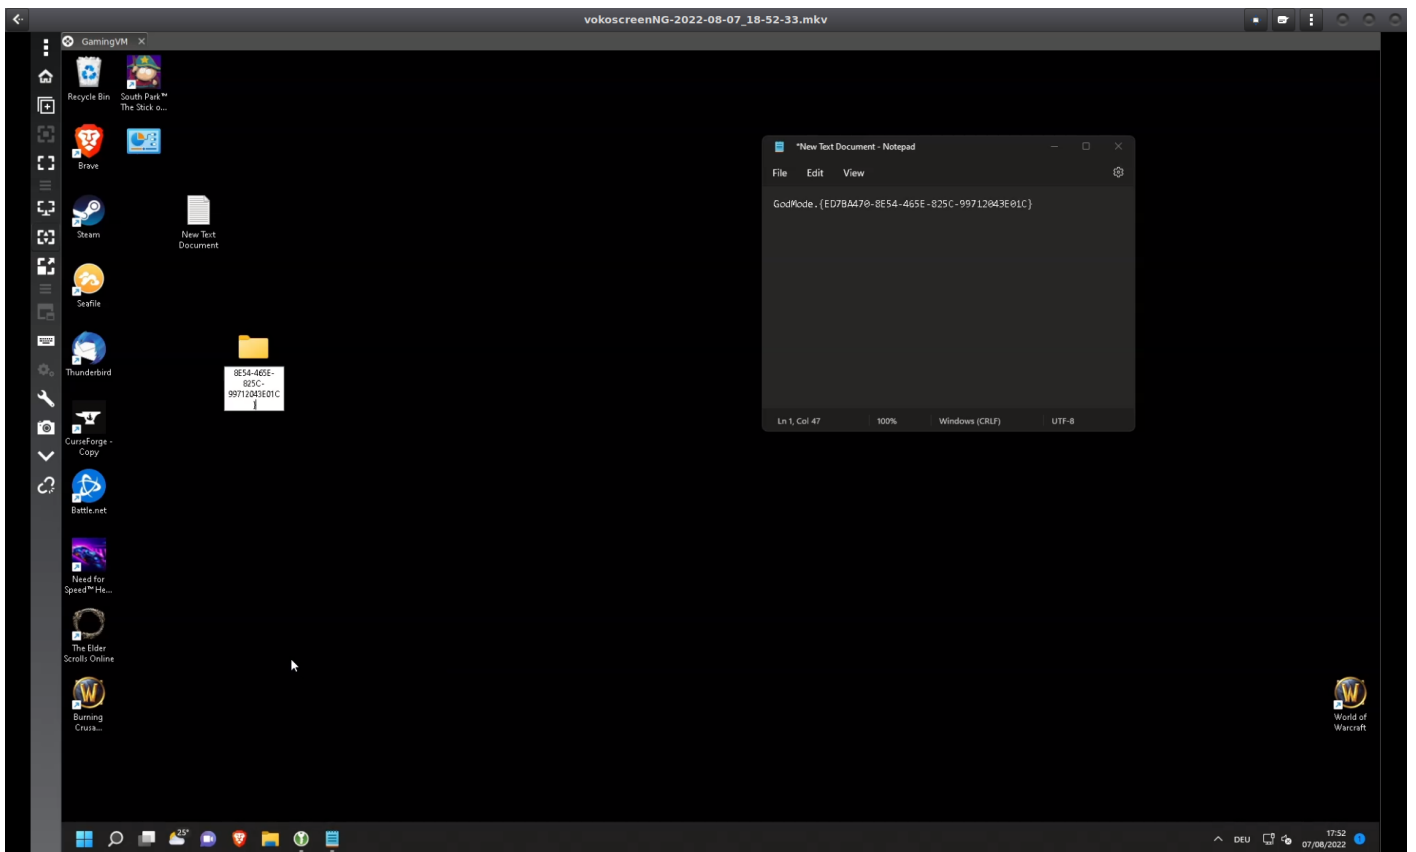 vokoscreenNG-2022-08-07_18-52-33.mkv
GamingVM
Recycle Bin
South Park™
The Stick o...
Brave
*New Text Document - Notepad
File Edit View
GodMode.{ED7BA470-8E54-465E-825C-99712043E01C}
Steam
New Text
Document
Seafile
Thunderbird
8E54-465E-
825C-
99712043E01C
}
Ln 1, Col 47 100% Windows (CRLF) UTF-8
CurseForge -
Copy
Battle.net
Need for
Speed™ He...
The Elder
Scrolls Online
Burning
Crusa...
World of
Warcraft
25°
DEU
17:52
07/08/2022